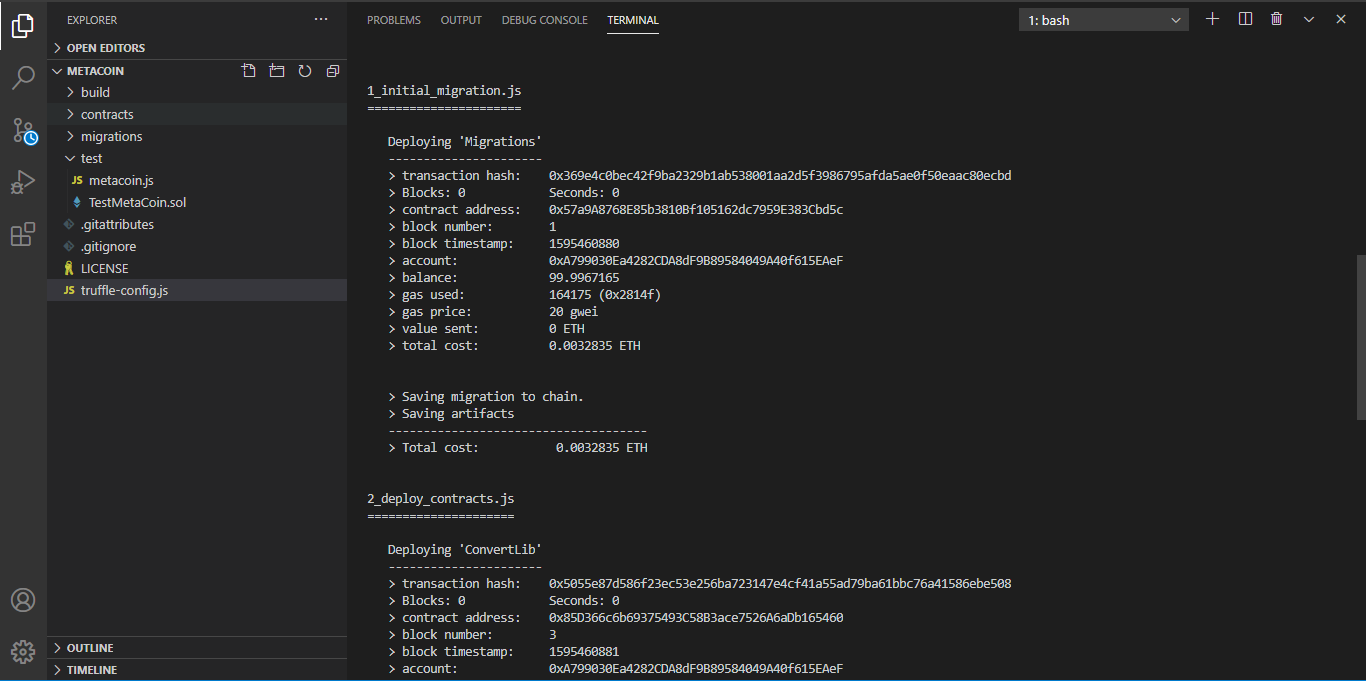 EXPLORER
OPEN EDITORS
METACOIN
build
contracts
migrations
test
JS metacoin.js
TestMetaCoin.sol
.gitattributes
.gitignore
LICENSE
JS truffle-config.js
OUTLINE
TIMELINE
PROBLEMS OUTPUT DEBUG CONSOLE TERMINAL 1: bash
1_initial_migration.js
======================
Deploying 'Migrations'
----------------------
> transaction hash: 0x369e4c0bec42f9ba2329b1ab538001aa2d5f3986795afda5ae0f50eaac80ecbd
> Blocks: 0 Seconds: 0
> contract address: 0x57a9A8768E85b3810Bf105162dc7959E383Cbd5c
> block number: 1
> block timestamp: 1595460880
> account: 0xA799030Ea4282CDA8dF9B89584049A40f615EAeF
> balance: 99.9967165
> gas used: 164175 (0x2814f)
> gas price: 20 gwei
> value sent: 0 ETH
> total cost: 0.0032835 ETH
> Saving migration to chain.
> Saving artifacts
-------------------------------------
> Total cost: 0.0032835 ETH
2_deploy_contracts.js
=====================
Deploying 'ConvertLib'
----------------------
> transaction hash: 0x5055e87d586f23ec53e256ba723147e4cf41a55ad79ba61bbc76a41586ebe508
> Blocks: 0 Seconds: 0
> contract address: 0x85D366c6b69375493C58B3ace7526A6aDb165460
> block number: 3
> block timestamp: 1595460881
> account: 0xA799030Ea4282CDA8dF9B89584049A40f615EAeF